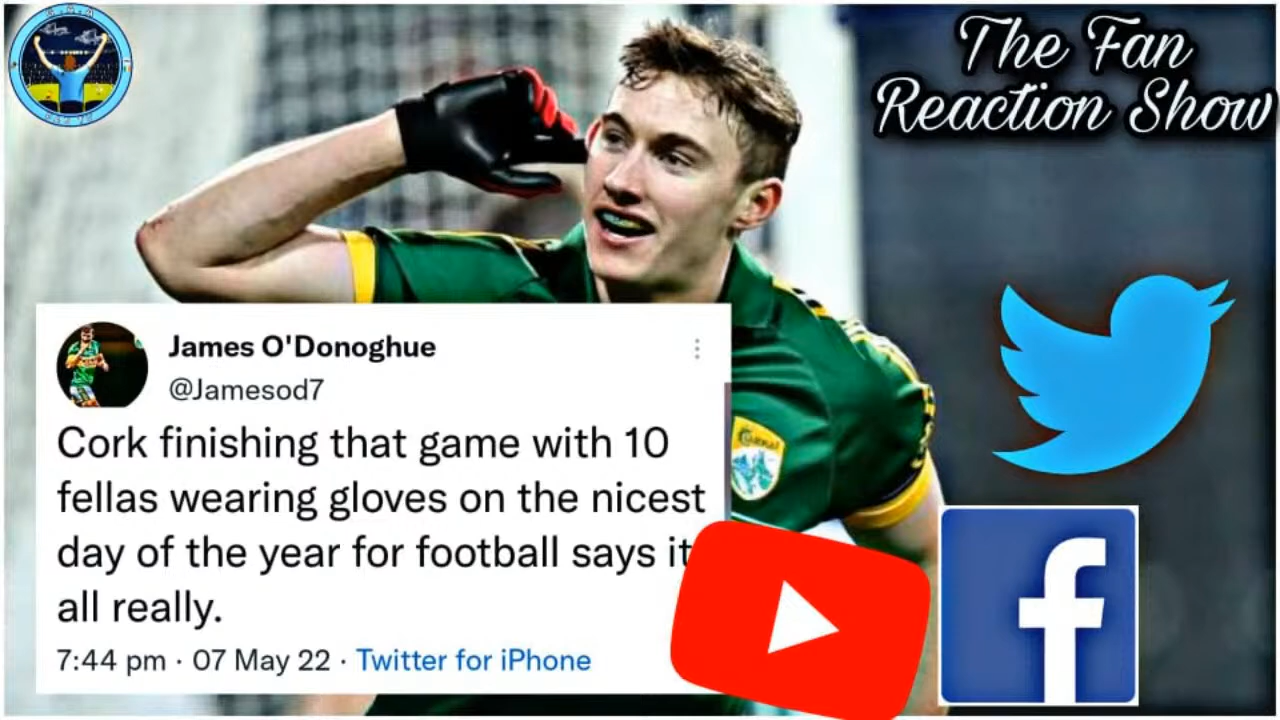 The Fan
Reaction Show
James O'Donoghue
@Jamesod7
Cork finishing that game with 10
fellas wearing gloves on the nicest
day of the year for football says it
all really.
7:44 pm · 07 May 22 · Twitter for iPhone